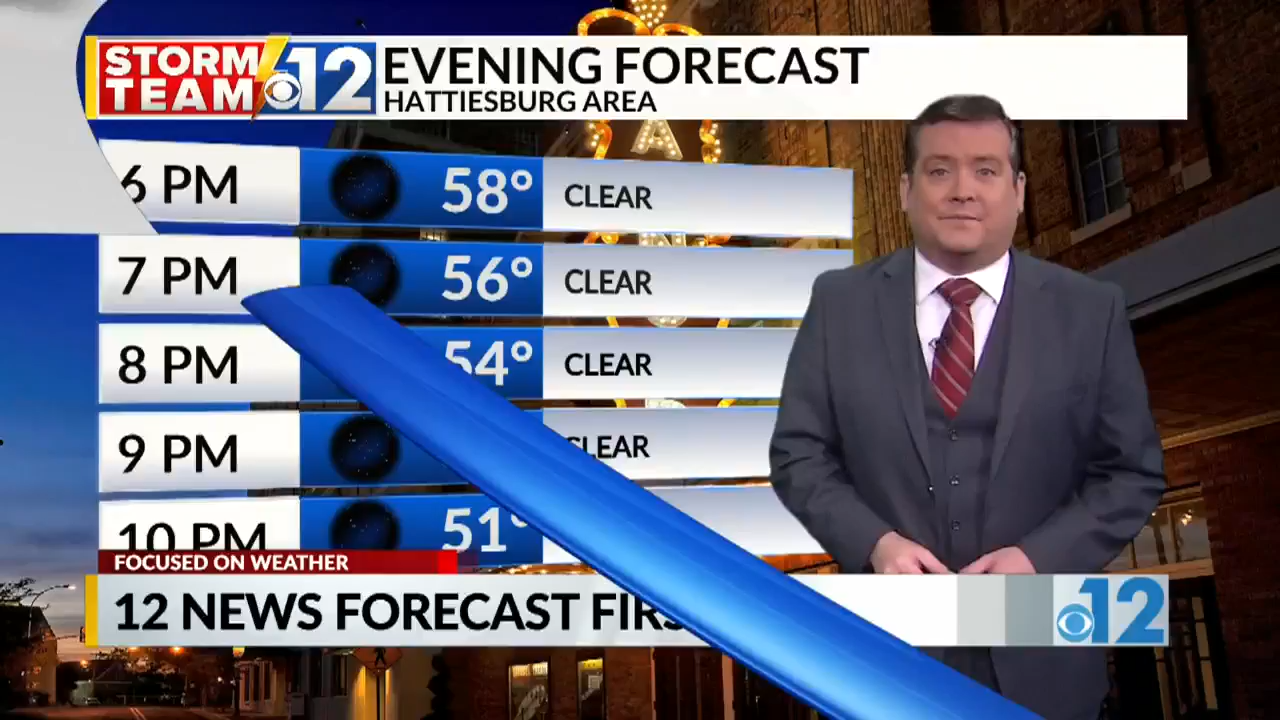 STORM TEAM 12
EVENING FORECAST
HATTIESBURG AREA
6 PM 58° CLEAR
7 PM 56° CLEAR
8 PM 54° CLEAR
9 PM CLEAR
10 PM 51°
FOCUSED ON WEATHER
12 NEWS FORECAST
12